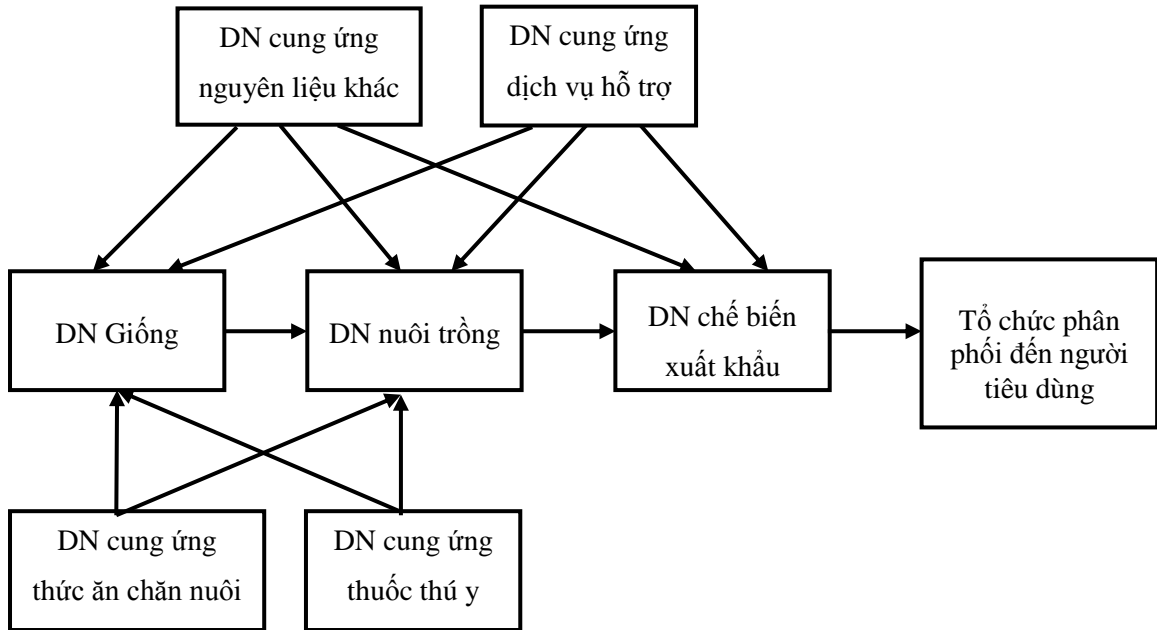 DN cung ứng
nguyên liệu khác
DN cung ứng
dịch vụ hỗ trợ
DN Giống
DN nuôi trồng
DN chế biến
xuất khẩu
Tổ chức phân
phối đến người
tiêu dùng
DN cung ứng
thức ăn chăn nuôi
DN cung ứng
thuốc thú y